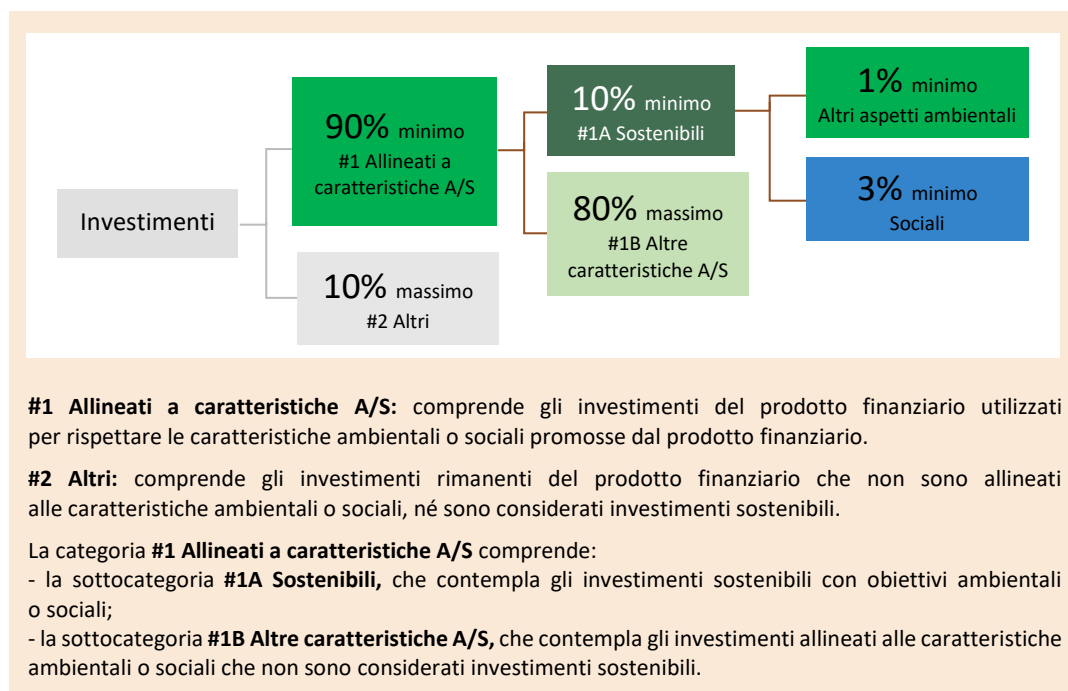 Investimenti
90% minimo
#1 Allineati a
caratteristiche A/S
10% massimo
#2 Altri
10% minimo
#1A Sostenibili
80% massimo
#1B Altre
caratteristiche A/S
1% minimo
Altri aspetti ambientali
3% minimo
Sociali
#1 Allineati a caratteristiche A/S: comprende gli investimenti del prodotto finanziario utilizzati
per rispettare le caratteristiche ambientali o sociali promosse dal prodotto finanziario.
#2 Altri: comprende gli investimenti rimanenti del prodotto finanziario che non sono allineati
alle caratteristiche ambientali o sociali, né sono considerati investimenti sostenibili.
La categoria #1 Allineati a caratteristiche A/S comprende:
- la sottocategoria #1A Sostenibili, che contempla gli investimenti sostenibili con obiettivi ambientali
o sociali;
- la sottocategoria #1B Altre caratteristiche A/S, che contempla gli investimenti allineati alle caratteristiche
ambientali o sociali che non sono considerati investimenti sostenibili.